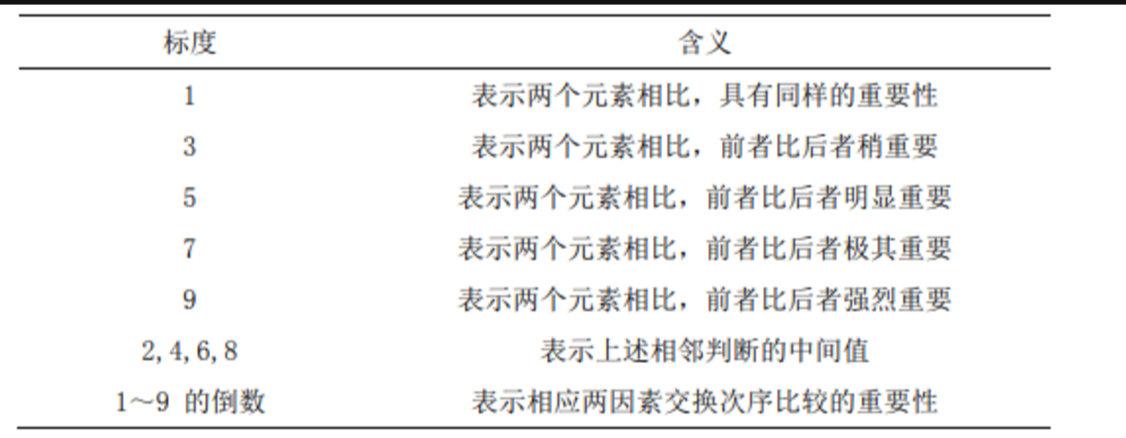 标度 含义
1 表示两个元素相比，具有同样的重要性
3 表示两个元素相比，前者比后者稍重要
5 表示两个元素相比，前者比后者明显重要
7 表示两个元素相比，前者比后者极其重要
9 表示两个元素相比，前者比后者强烈重要
2,4,6,8 表示上述相邻判断的中间值
1～9 的倒数 表示相应两因素交换次序比较的重要性